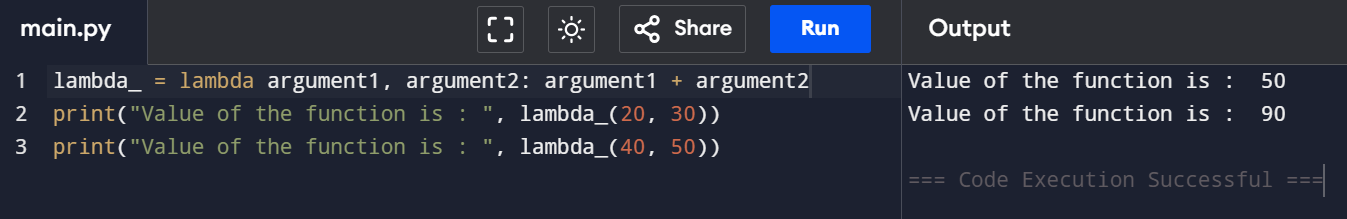 main.py
Share
Run
Output
1 lambda_ = lambda argument1, argument2: argument1 + argument2
2 print("Value of the function is : ", lambda_(20, 30))
3 print("Value of the function is : ", lambda_(40, 50))
Value of the function is :  50
Value of the function is :  90
=== Code Execution Successful ===